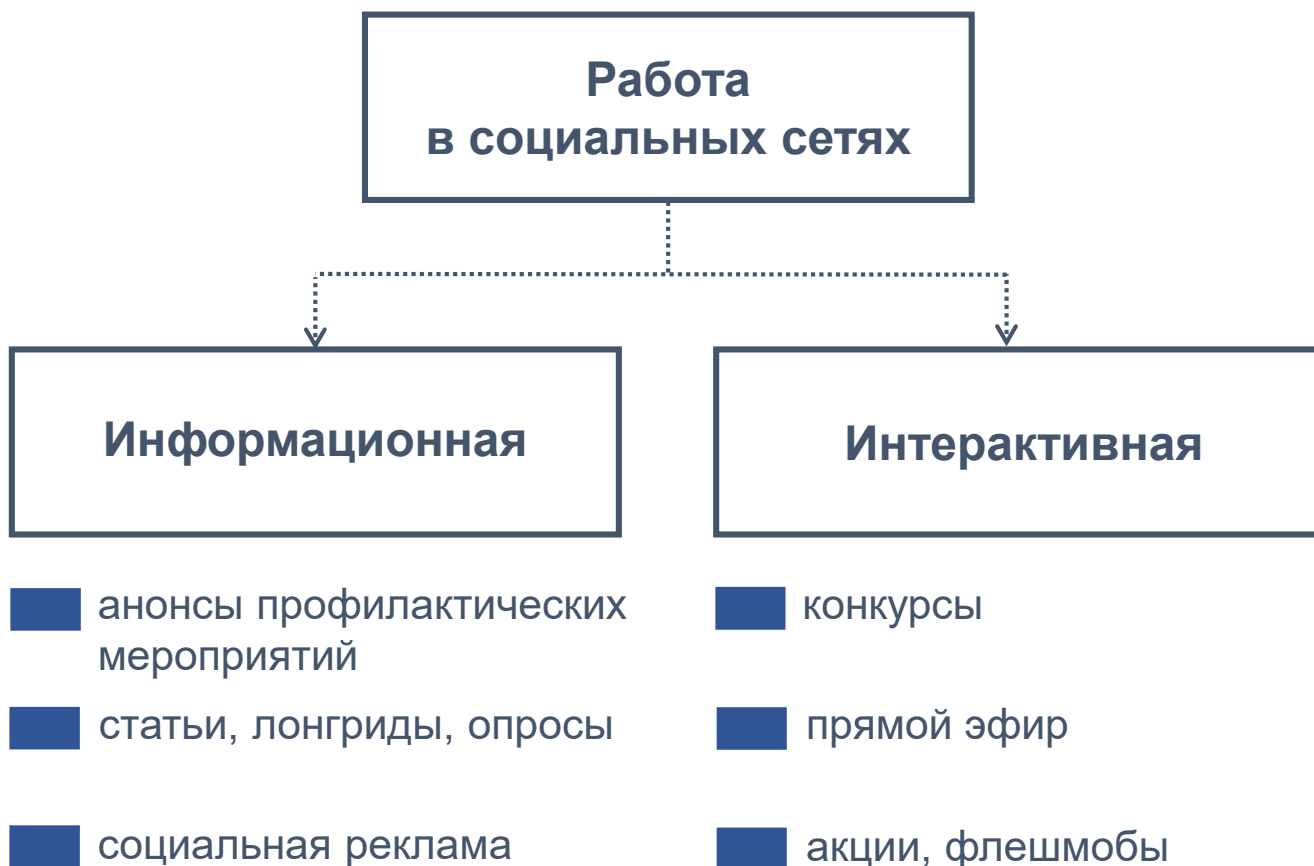 Работа
в социальных сетях
Информационная
Интерактивная
анонсы профилактических
мероприятий
статьи, лонгриды, опросы
социальная реклама
конкурсы
прямой эфир
акции, флешмобы